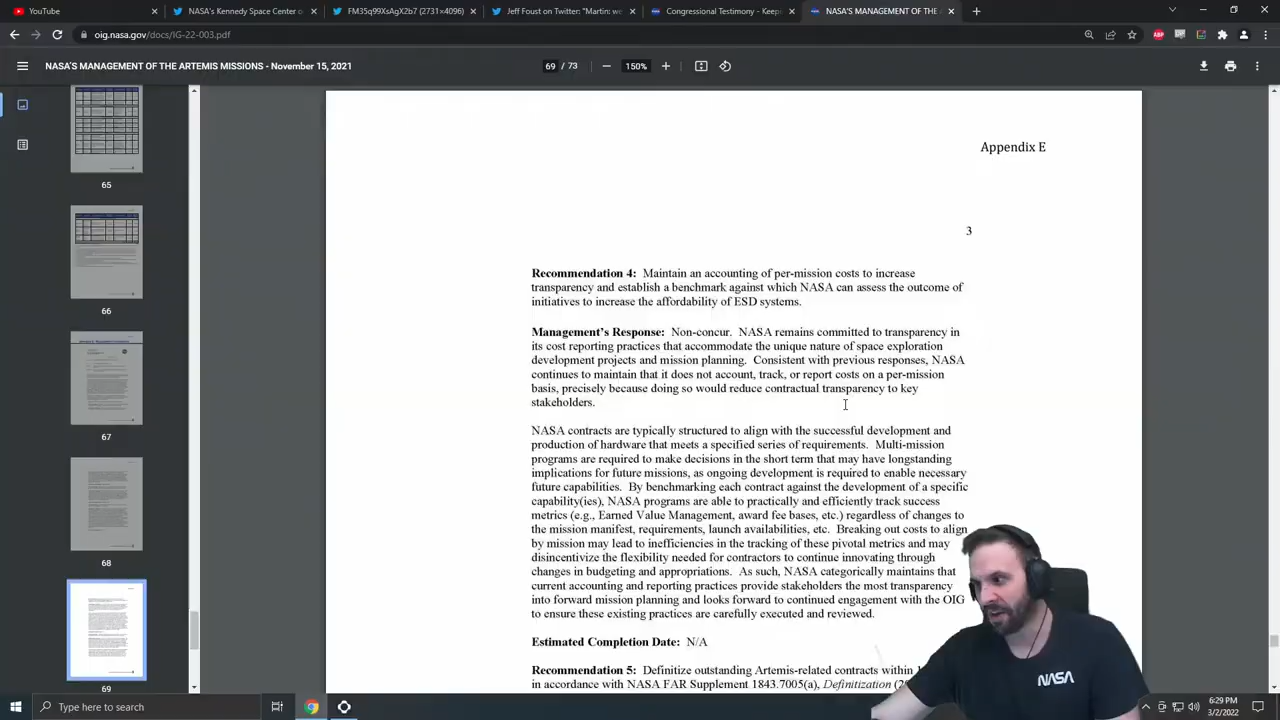 YouTube
NASA's Kennedy Space Center o
FM35q99XsAgX2b7 (2731×4096)
Jeff Foust on Twitter: "Martin: we
Congressional Testimony - Keepi
NASA'S MANAGEMENT OF THE A
oig.nasa.gov/docs/IG-22-003.pdf
NASA'S MANAGEMENT OF THE ARTEMIS MISSIONS - November 15, 2021
69 / 73
150%
65
66
67
68
69
Appendix E
3
Recommendation 4: Maintain an accounting of per-mission costs to increase
transparency and establish a benchmark against which NASA can assess the outcome of
initiatives to increase the affordability of ESD systems.
Management's Response: Non-concur. NASA remains committed to transparency in
its cost reporting practices that accommodate the unique nature of space exploration
development projects and mission planning. Consistent with previous responses, NASA
continues to maintain that it does not account, track, or report costs on a per-mission
basis, precisely because doing so would reduce contractual transparency to key
stakeholders.
NASA contracts are typically structured to align with the successful development and
production of hardware that meets a specified series of requirements. Multi-mission
programs are required to make decisions in the short term that may have longstanding
implications for future missions, as ongoing development is required to enable necessary
future capabilities. By benchmarking each contract against the development of a specific
capability(ies), NASA programs are able to practically and efficiently track success
metrics (e.g., Earned Value Management, award fee bases, etc.) regardless of changes to
the mission manifest, requirements, launch availabilities, etc. Breaking out costs to align
by mission may lead to inefficiencies in the tracking of these pivotal metrics and may
disincentivize the flexibility needed for contractors to continue innovating through
changes in budgeting and appropriations. As such, NASA categorically maintains that
current accounting and reporting practices provide stakeholders the most transparency
into forward mission planning and looks forward to continued engagement with the OIG
to ensure these existing practices are carefully executed and reviewed.
Estimated Completion Date: N/A
Recommendation 5: Definitize outstanding Artemis-related contracts within
in accordance with NASA FAR Supplement 1843.7005(a), Definitization
NASA
Type here to search
6:29 PM
3/2/2022